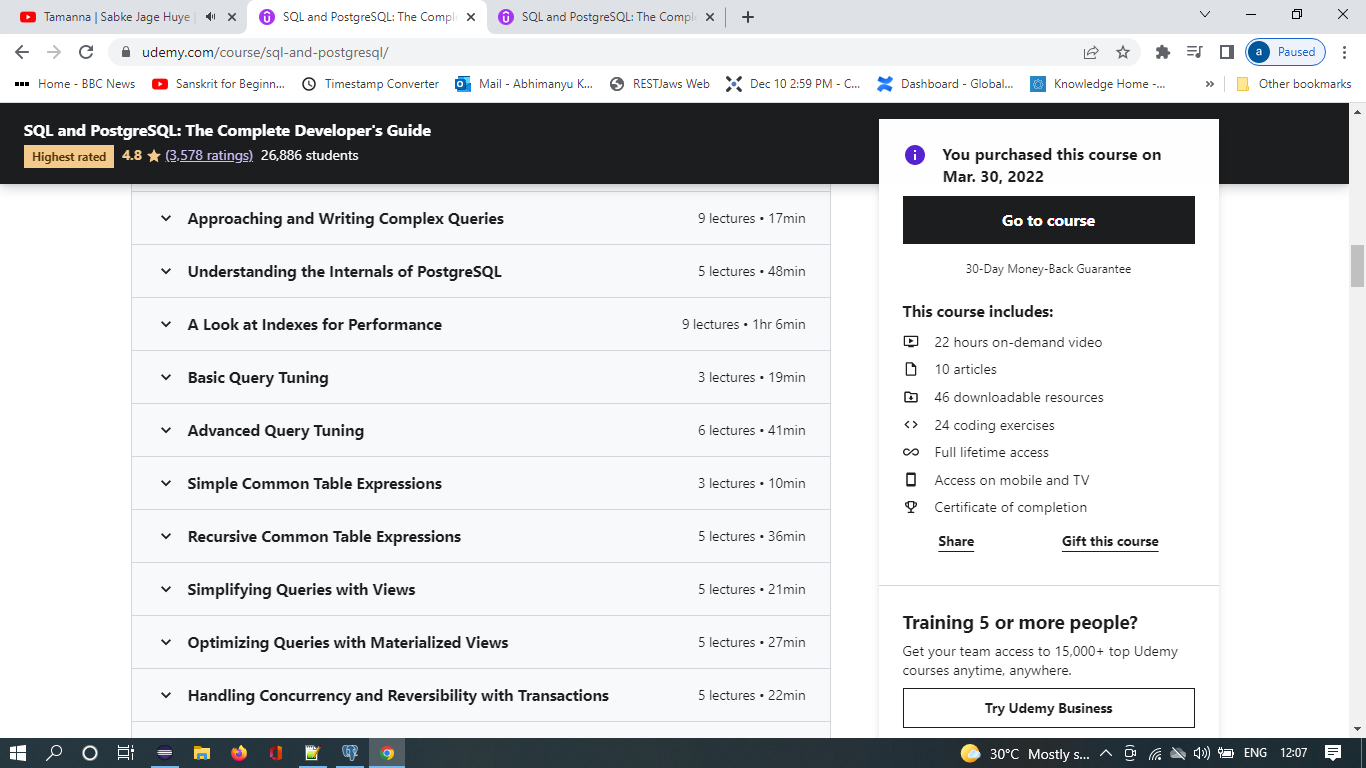 Tamanna | Sabke Jage Huye
SQL and PostgreSQL: The Comple
SQL and PostgreSQL: The Comple
udemy.com/course/sql-and-postgresql/
a Paused
Home - BBC News
Sanskrit for Beginn...
Timestamp Converter
Mail - Abhimanyu K...
RESTJaws Web
Dec 10 2:59 PM - C...
Dashboard - Global...
Knowledge Home -...
»
Other bookmarks
SQL and PostgreSQL: The Complete Developer's Guide
Highest rated 4.8 (3,578 ratings) 26,886 students
Approaching and Writing Complex Queries 9 lectures • 17min
Understanding the Internals of PostgreSQL 5 lectures • 48min
A Look at Indexes for Performance 9 lectures • 1hr 6min
Basic Query Tuning 3 lectures • 19min
Advanced Query Tuning 6 lectures • 41min
Simple Common Table Expressions 3 lectures • 10min
Recursive Common Table Expressions 5 lectures • 36min
Simplifying Queries with Views 5 lectures • 21min
Optimizing Queries with Materialized Views 5 lectures • 27min
Handling Concurrency and Reversibility with Transactions 5 lectures • 22min
You purchased this course on
Mar. 30, 2022
Go to course
30-Day Money-Back Guarantee
This course includes:
22 hours on-demand video
10 articles
46 downloadable resources
24 coding exercises
Full lifetime access
Access on mobile and TV
Certificate of completion
Share Gift this course
Training 5 or more people?
Get your team access to 15,000+ top Udemy
courses anytime, anywhere.
Try Udemy Business
30°C Mostly s... ENG 12:07